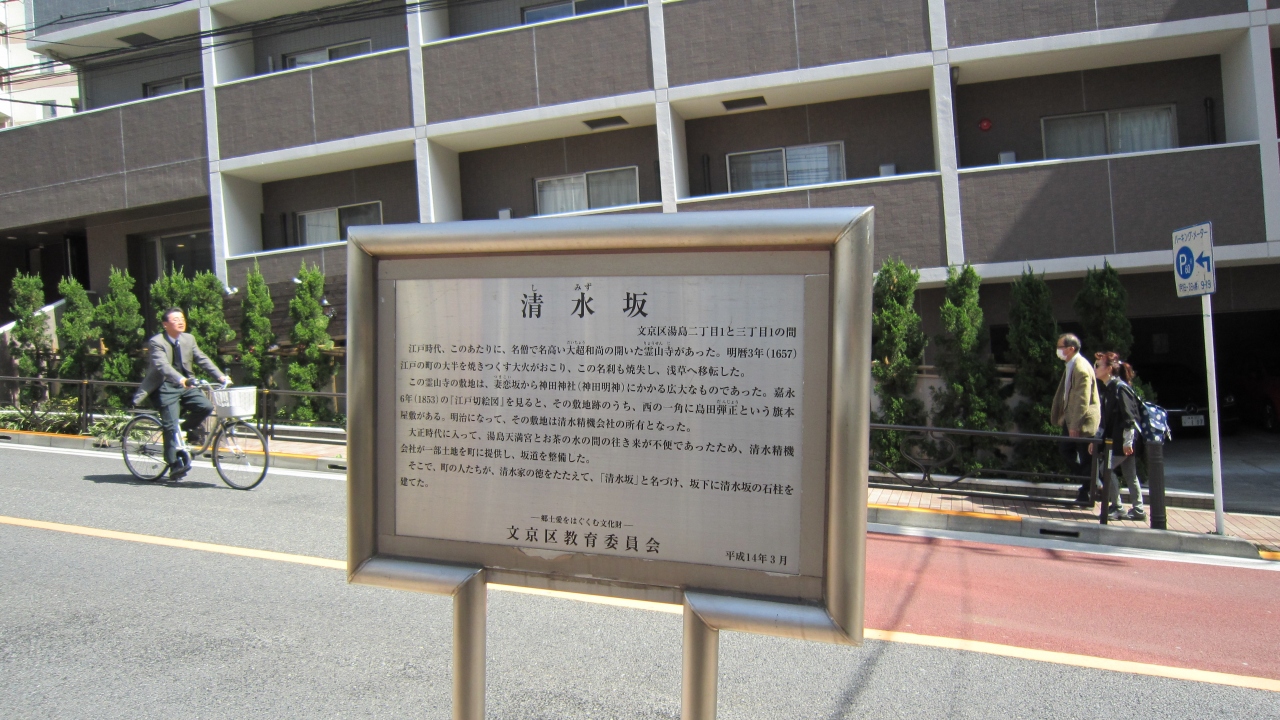 し みず
清水坂
文京区湯島二丁目1と三丁目1の間
江戸時代、このあたりに、名僧で名高い大超和尚の開いた霊山寺があった。明暦3年(1657)
江戸の町の大半を焼きつくす大火がおこり、この名刹も焼失し、浅草へ移転した。
この霊山寺の敷地は、妻恋坂から神田神社(神田明神)にかかる広大なものであった。嘉永
6年(1853)の「江戸切絵図」を見ると、その敷地跡のうち、西の一角に島田弾正という旗本
屋敷がある。明治になって、その敷地は清水精機会社の所有となった。
大正時代に入って、湯島天満宮とお茶の水の間の往き来が不便であったため、清水精機
会社が一部土地を町に提供し、坂道を整備した。
そこで、町の人たちが、清水家の徳をたたえて、「清水坂」と名づけ、坂下に清水坂の石柱を
建てた。
―郷土愛をはぐくむ文化財―
文京区教育委員会
平成14年3月
パーキング・メーター
P